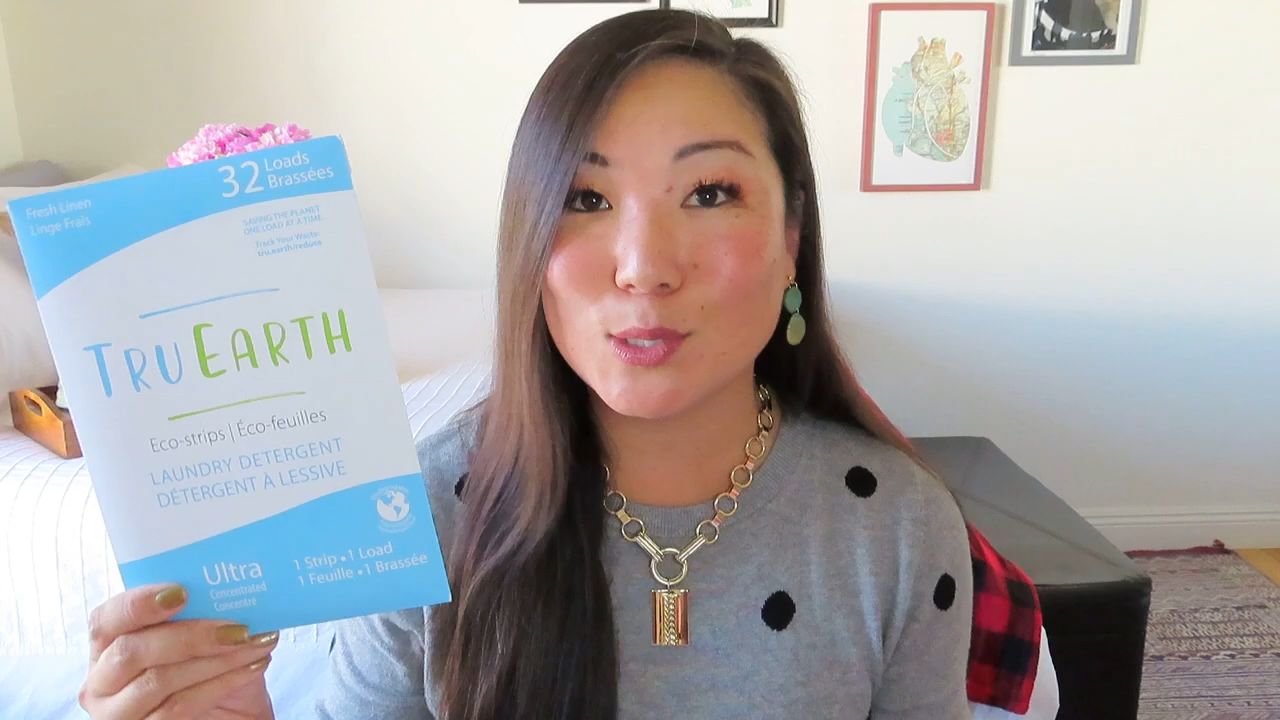 Fresh Linen
Linge Frais
32 Loads
Brassées
SAVING THE PLANET
ONE LOAD AT A TIME
Track Your Waste:
tru.earth/reduce
TRUEARTH
Eco-strips | Éco-feuilles
LAUNDRY DETERGENT
DÉTERGENT À LESSIVE
Ultra
Concentrated
Concentré
1 Strip • 1 Load
1 Feuille • 1 Brassée